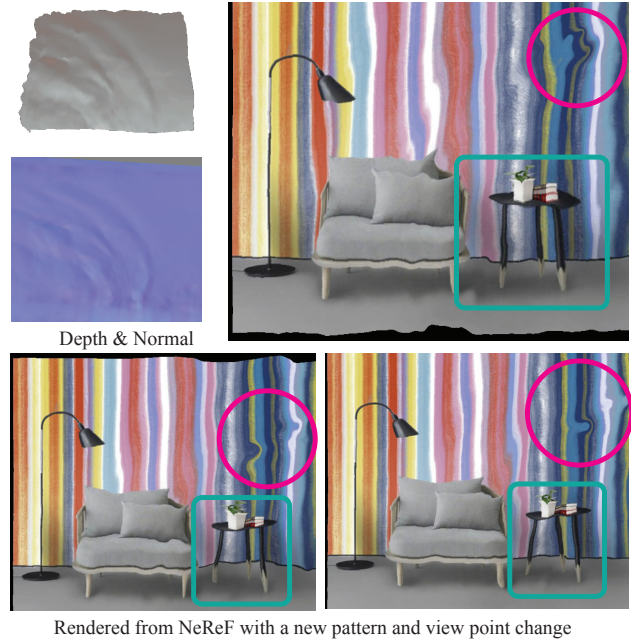 Depth & Normal
Rendered from NeReF with a new pattern and view point change